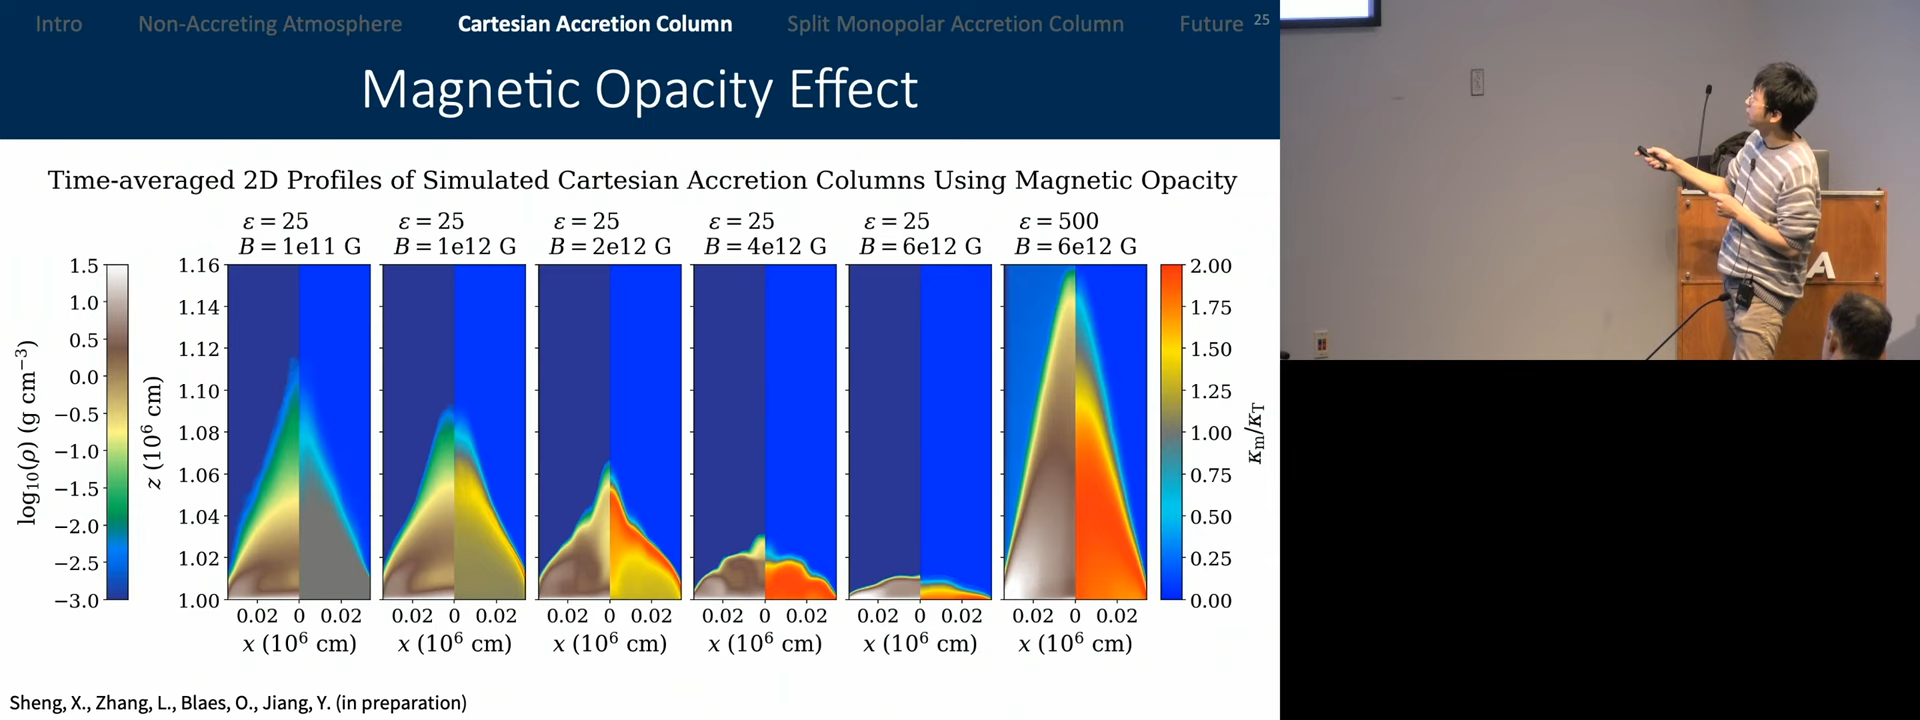 Intro Non-Accreting Atmosphere Cartesian Accretion Column Split Monopolar Accretion Column Future 25
Magnetic Opacity Effect
Time-averaged 2D Profiles of Simulated Cartesian Accretion Columns Using Magnetic Opacity
ε = 25 ε = 25 ε = 25 ε = 25 ε = 25 ε = 500
B = 1e11 G B = 1e12 G B = 2e12 G B = 4e12 G B = 6e12 G B = 6e12 G
log₁₀(ρ) (g cm⁻³)
1.5
1.0
0.5
0.0
−0.5
−1.0
−1.5
−2.0
−2.5
−3.0
z (10⁶ cm)
1.16
1.14
1.12
1.10
1.08
1.06
1.04
1.02
1.00
0.02 0 0.02 0.02 0 0.02 0.02 0 0.02 0.02 0 0.02 0.02 0 0.02 0.02 0 0.02
x (10⁶ cm) x (10⁶ cm) x (10⁶ cm) x (10⁶ cm) x (10⁶ cm) x (10⁶ cm)
2.00
1.75
1.50
1.25
1.00
0.75
0.50
0.25
0.00
κm/κT
Sheng, X., Zhang, L., Blaes, O., Jiang, Y. (in preparation)
A